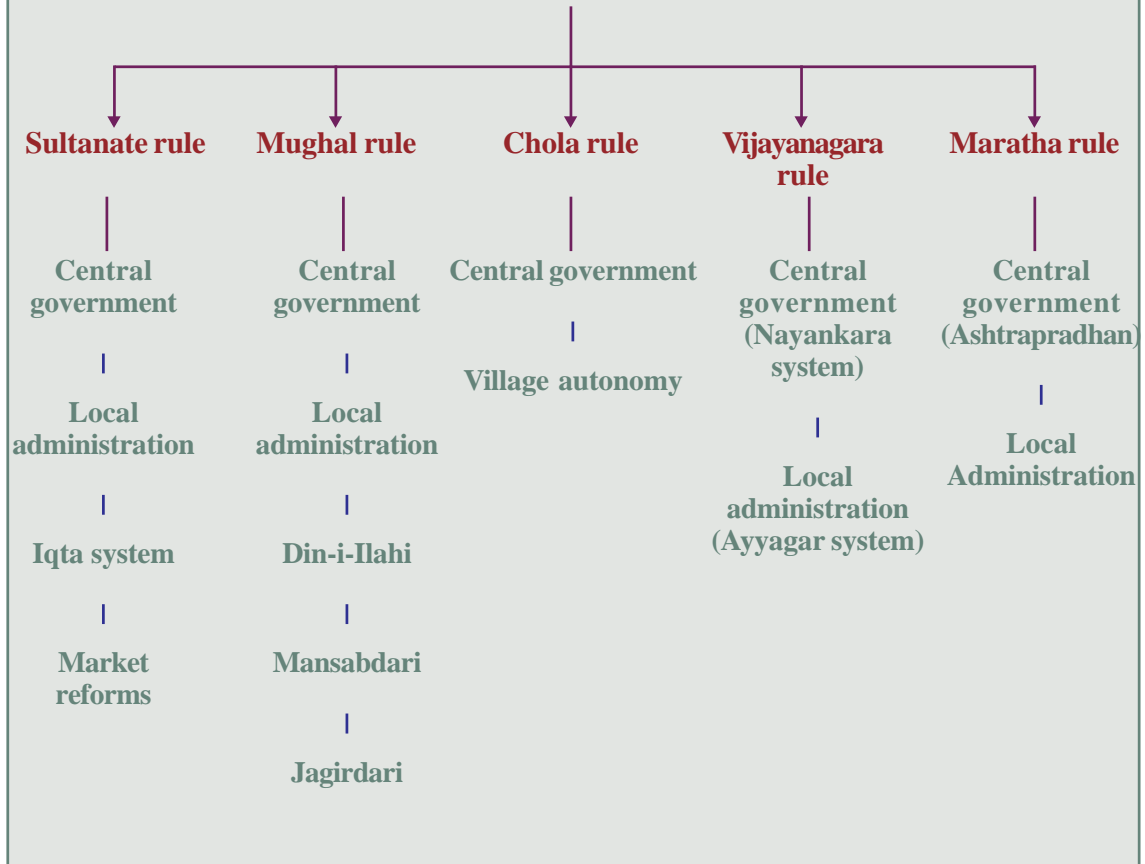 Sultanate rule
Mughal rule
Chola rule
Vijayanagara
rule
Maratha rule
Central
government
Local
administration
Iqta system
Market
reforms
Central
government
Local
administration
Din-i-Ilahi
Mansabdari
Jagirdari
Central government
Village autonomy
Central
government
(Nayankara
system)
Local
administration
(Ayyagar system)
Central
government
(Ashtrapradhan)
Local
Administration